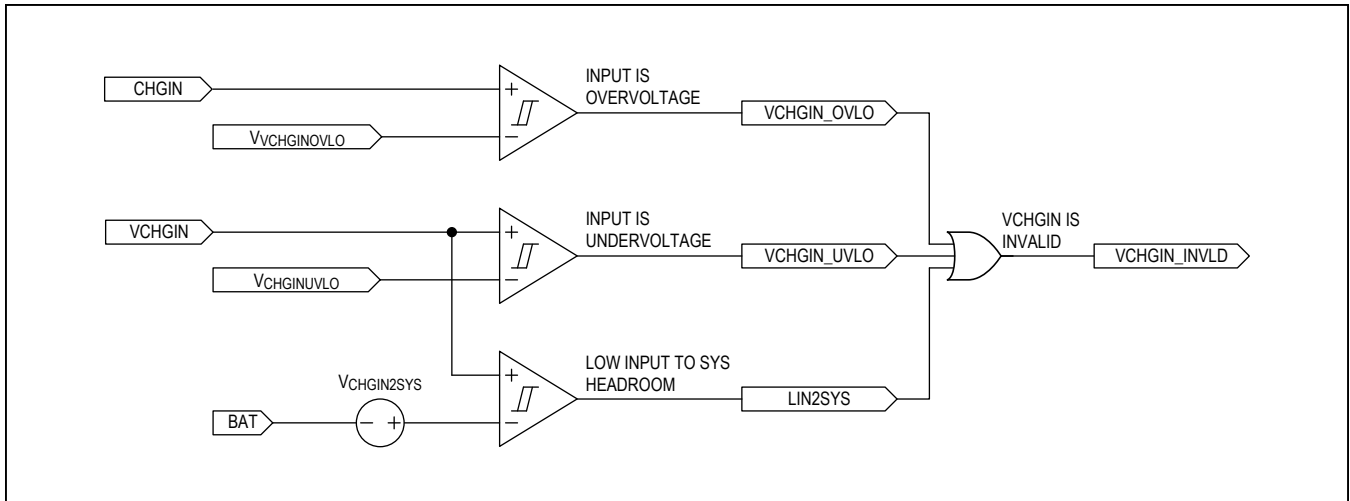 CHGIN
+
−
INPUT IS
OVERVOLTAGE
VCHGIN_OVLO
VVCHGINOVLO
VCHGIN
+
−
INPUT IS
UNDERVOLTAGE
VCHGIN_UVLO
VCHGINUVLO
VCHGIN IS
INVALID
VCHGIN_INVLD
LOW INPUT TO SYS
HEADROOM
+
−
LIN2SYS
VCHGIN2SYS
BAT
− +